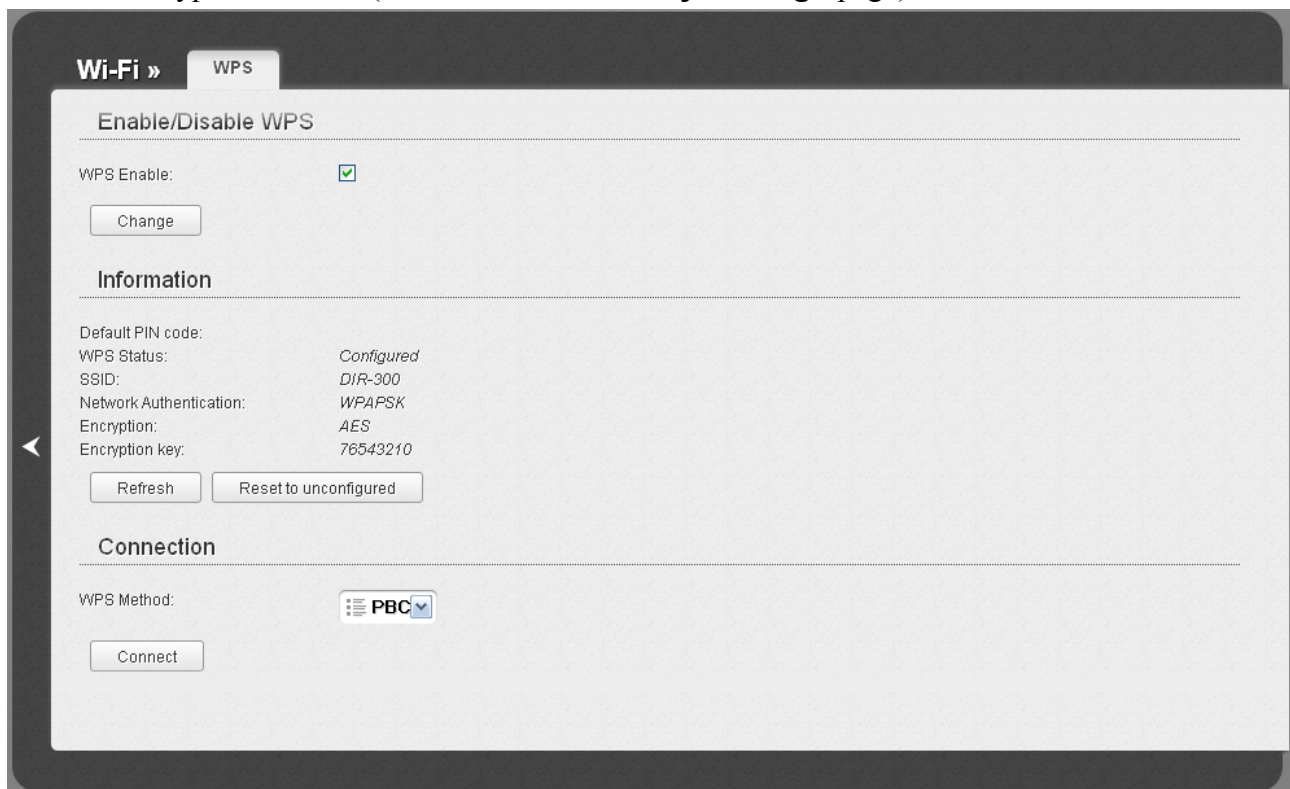 Wi-Fi » WPS
Enable/Disable WPS
WPS Enable:
Change
Information
Default PIN code:
WPS Status: Configured
SSID: DIR-300
Network Authentication: WPAPSK
Encryption: AES
Encryption key: 76543210
Refresh Reset to unconfigured
Connection
WPS Method: PBC
Connect